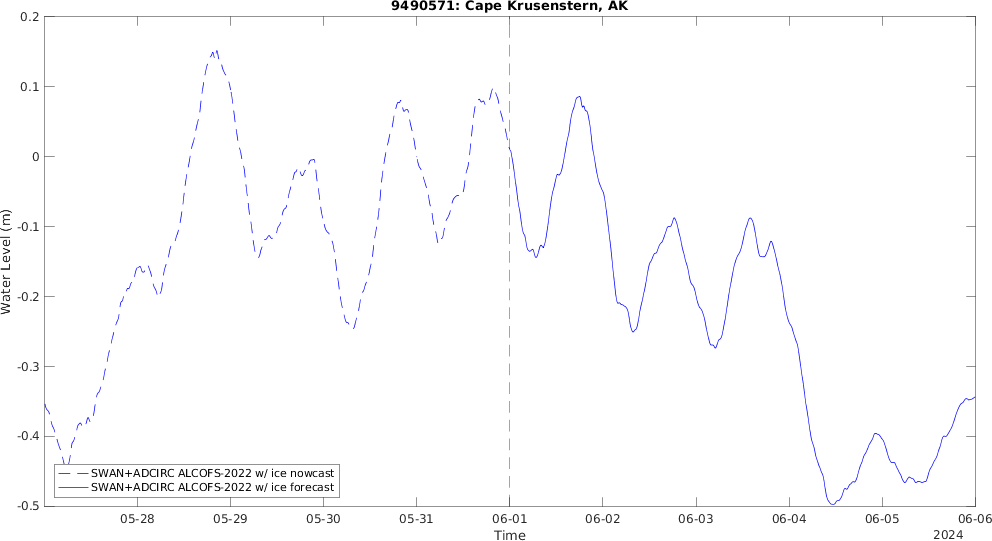 9490571: Cape Krusenstern, AK
Water Level (m)
0.2
0.1
0
-0.1
-0.2
-0.3
-0.4
-0.5
SWAN+ADCIRC ALCOFS-2022 w/ ice nowcast
SWAN+ADCIRC ALCOFS-2022 w/ ice forecast
05-28 05-29 05-30 05-31 06-01 06-02 06-03 06-04 06-05 06-06
Time
2024